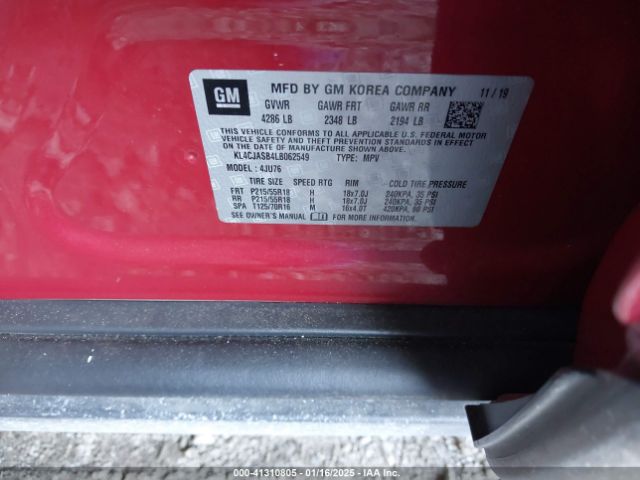 GM MFD BY GM KOREA COMPANY 11 / 19
GVWR GAWR FRT GAWR RR
4286 LB 2348 LB 2194 LB
THIS VEHICLE CONFORMS TO ALL APPLICABLE U.S. FEDERAL MOTOR
VEHICLE SAFETY, BUMPER, AND THEFT PREVENTION STANDARDS IN
EFFECT ON THE DATE OF MANUFACTURE SHOWN ABOVE.
KL4CJASB4LB062549 TYPE: MPV
MODEL : 4JU76
TIRE SIZE SPEED RTG RIM COLD TIRE PRESSURE
FRT P215/55R18 H 18x7.0J 240KPA, 35 PSI
RR P215/55R18 H 18x7.0J 240KPA, 35 PSI
SPA T125/70R16 M 16x4.0T 420KPA, 60 PSI
SEE OWNER'S MANUAL FOR MORE INFORMATION.
000-41310805 - 01/16/2025 - IAA Inc.